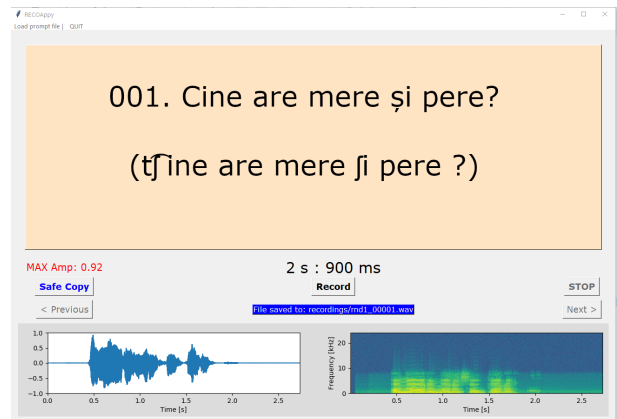 RECOAppy
Load prompt file | QUIT
001. Cine are mere și pere?
(t͡ʃ ine are mere ʃi pere ?)
MAX Amp: 0.92
2 s : 900 ms
Safe Copy
Record
STOP
< Previous
File saved to: recordings/rnd1_00001.wav
Next >
1.0
0.5
0.0
−0.5
−1.0
0.0 0.5 1.0 1.5 2.0 2.5
Time [s]
Frequency [kHz]
20
10
0
0.5 1.0 1.5 2.0 2.5
Time [s]